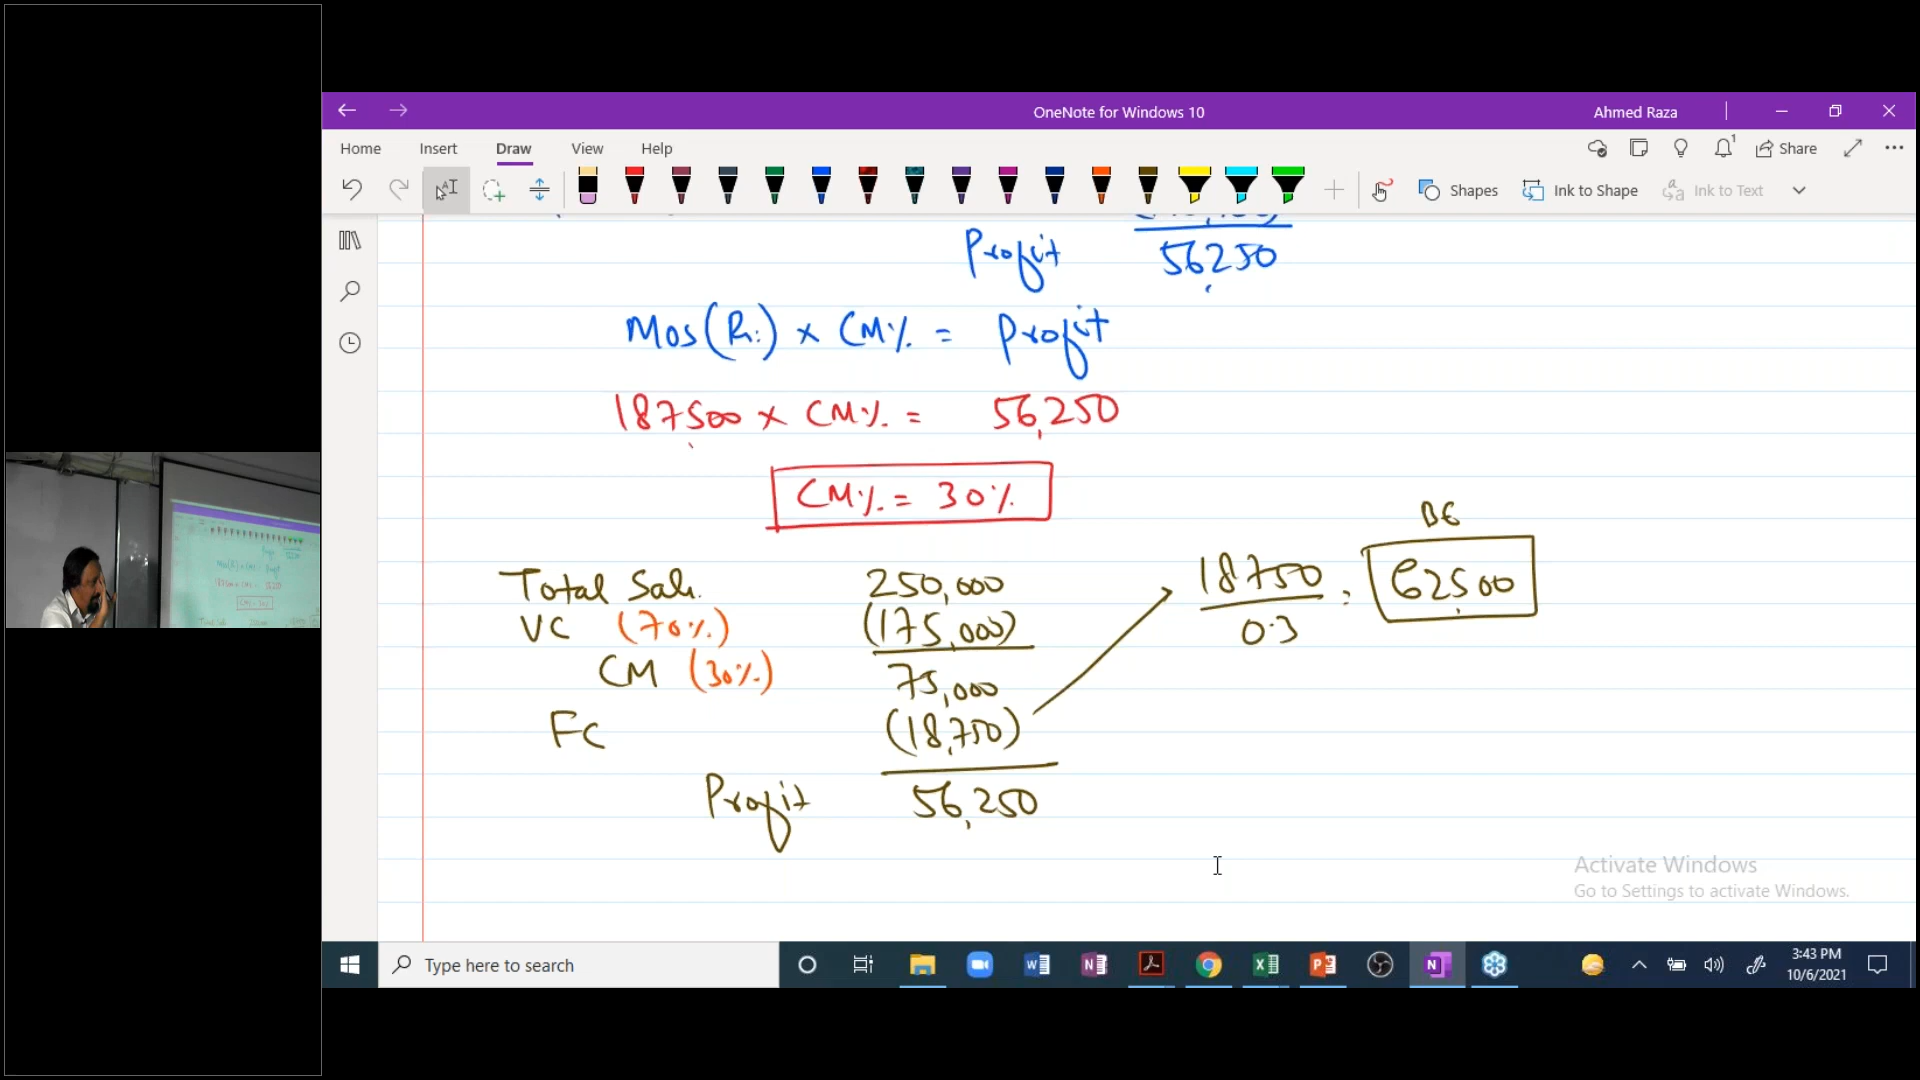 OneNote for Windows 10
Ahmed Raza
Home Insert Draw View Help
1 Share
Shapes Ink to Shape Ink to Text
Profit 56250
Mos(Rs.) × CM% = Profit
187500 × CM% = 56,250
CM% = 30%
BE
Total Sale. 250,000
18750 / 0.3 = 62500
VC (70%) (175,000)
CM (30%) 75,000
FC (18,750)
Profit 56,250
Activate Windows
Go to Settings to activate Windows.
Type here to search
3:43 PM
10/6/2021